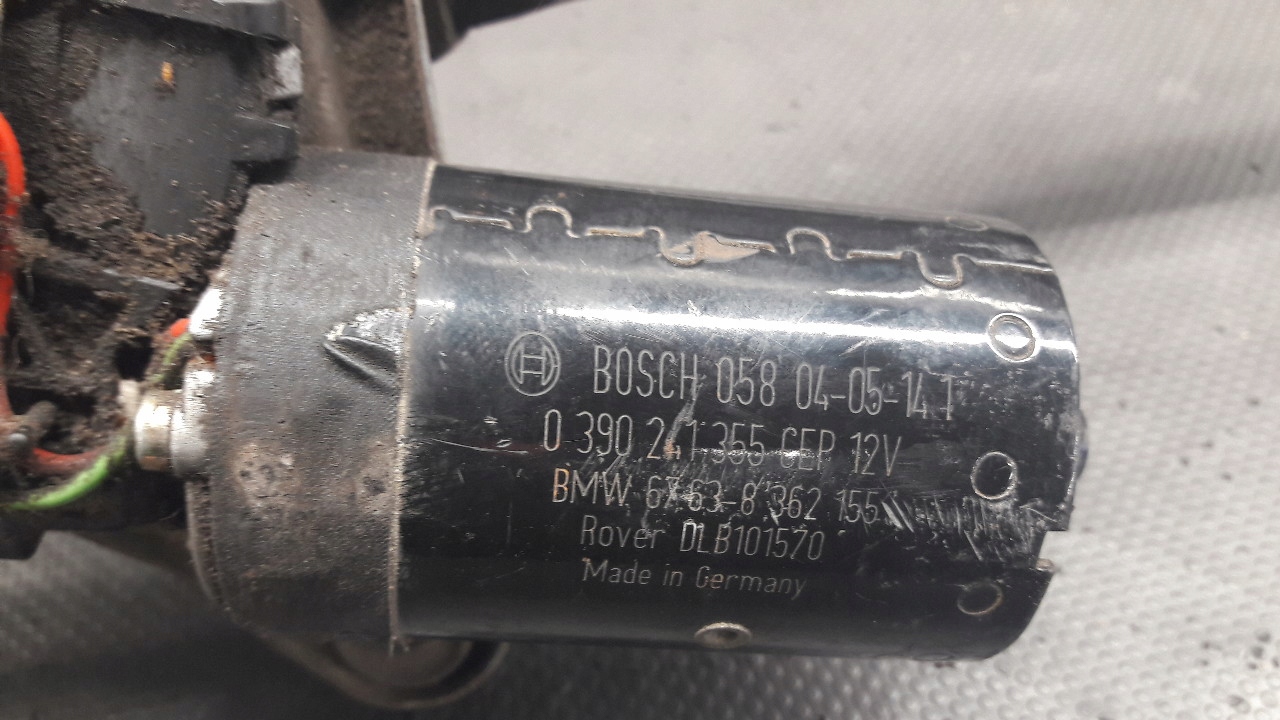 BOSCH 058 04-05-14 T
0 390 241 355 CEP 12V
BMW 67.63-8 362 155
Rover DLB101570
Made in Germany